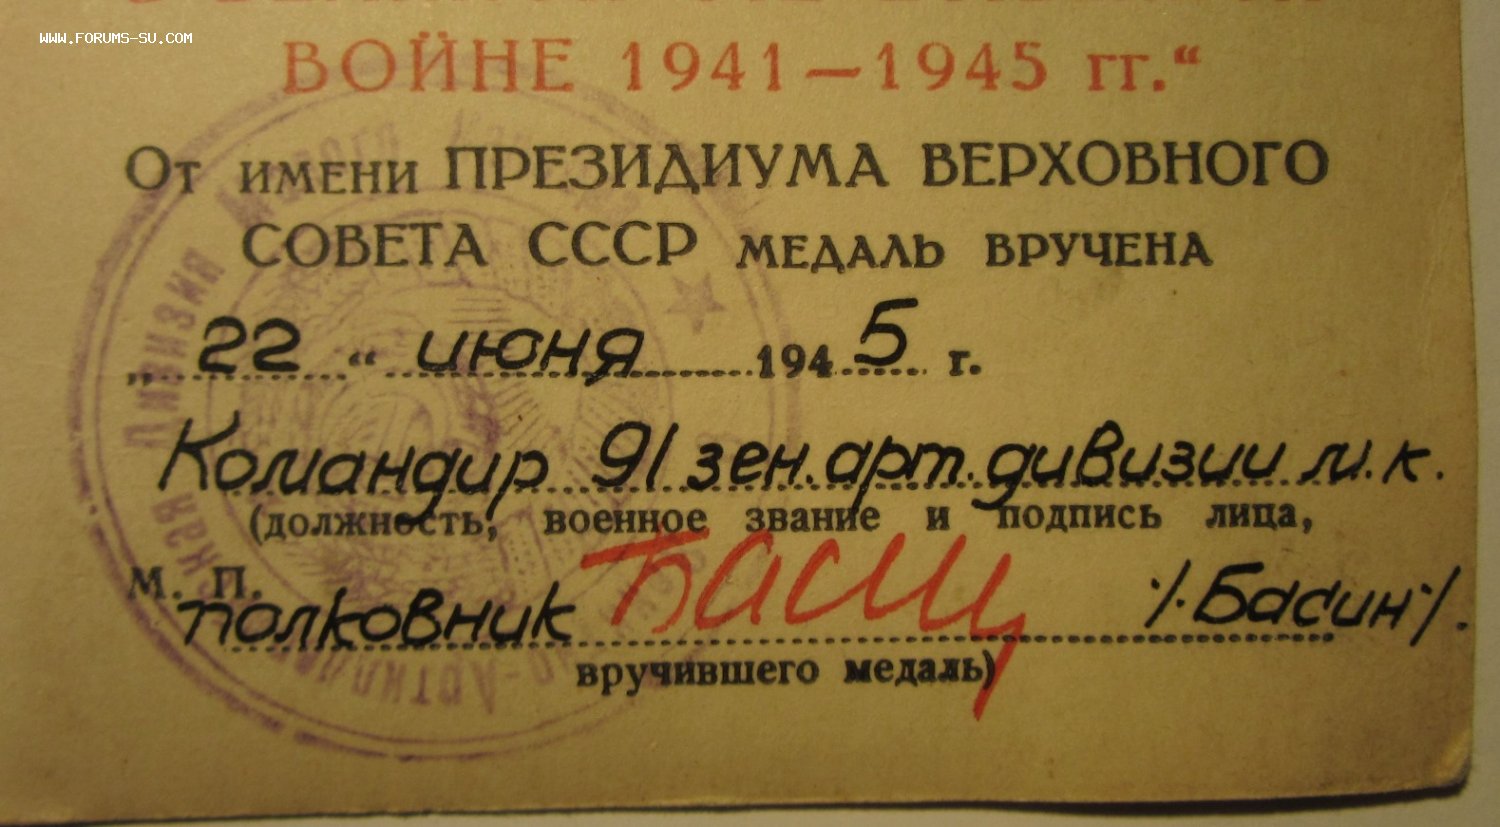 WWW.FORUMS-SU.COM
ВОЙНЕ 1941—1945 гг.“
От имени ПРЕЗИДИУМА ВЕРХОВНОГО
СОВЕТА СССР МЕДАЛЬ ВРУЧЕНА
„ 22 “ июня 1945 г.
Командир 91 зен.арт.дивизии м.к.
(должность, военное звание и подпись лица,
М. П.
полковник Басин /.Басин/.
вручившего медаль)